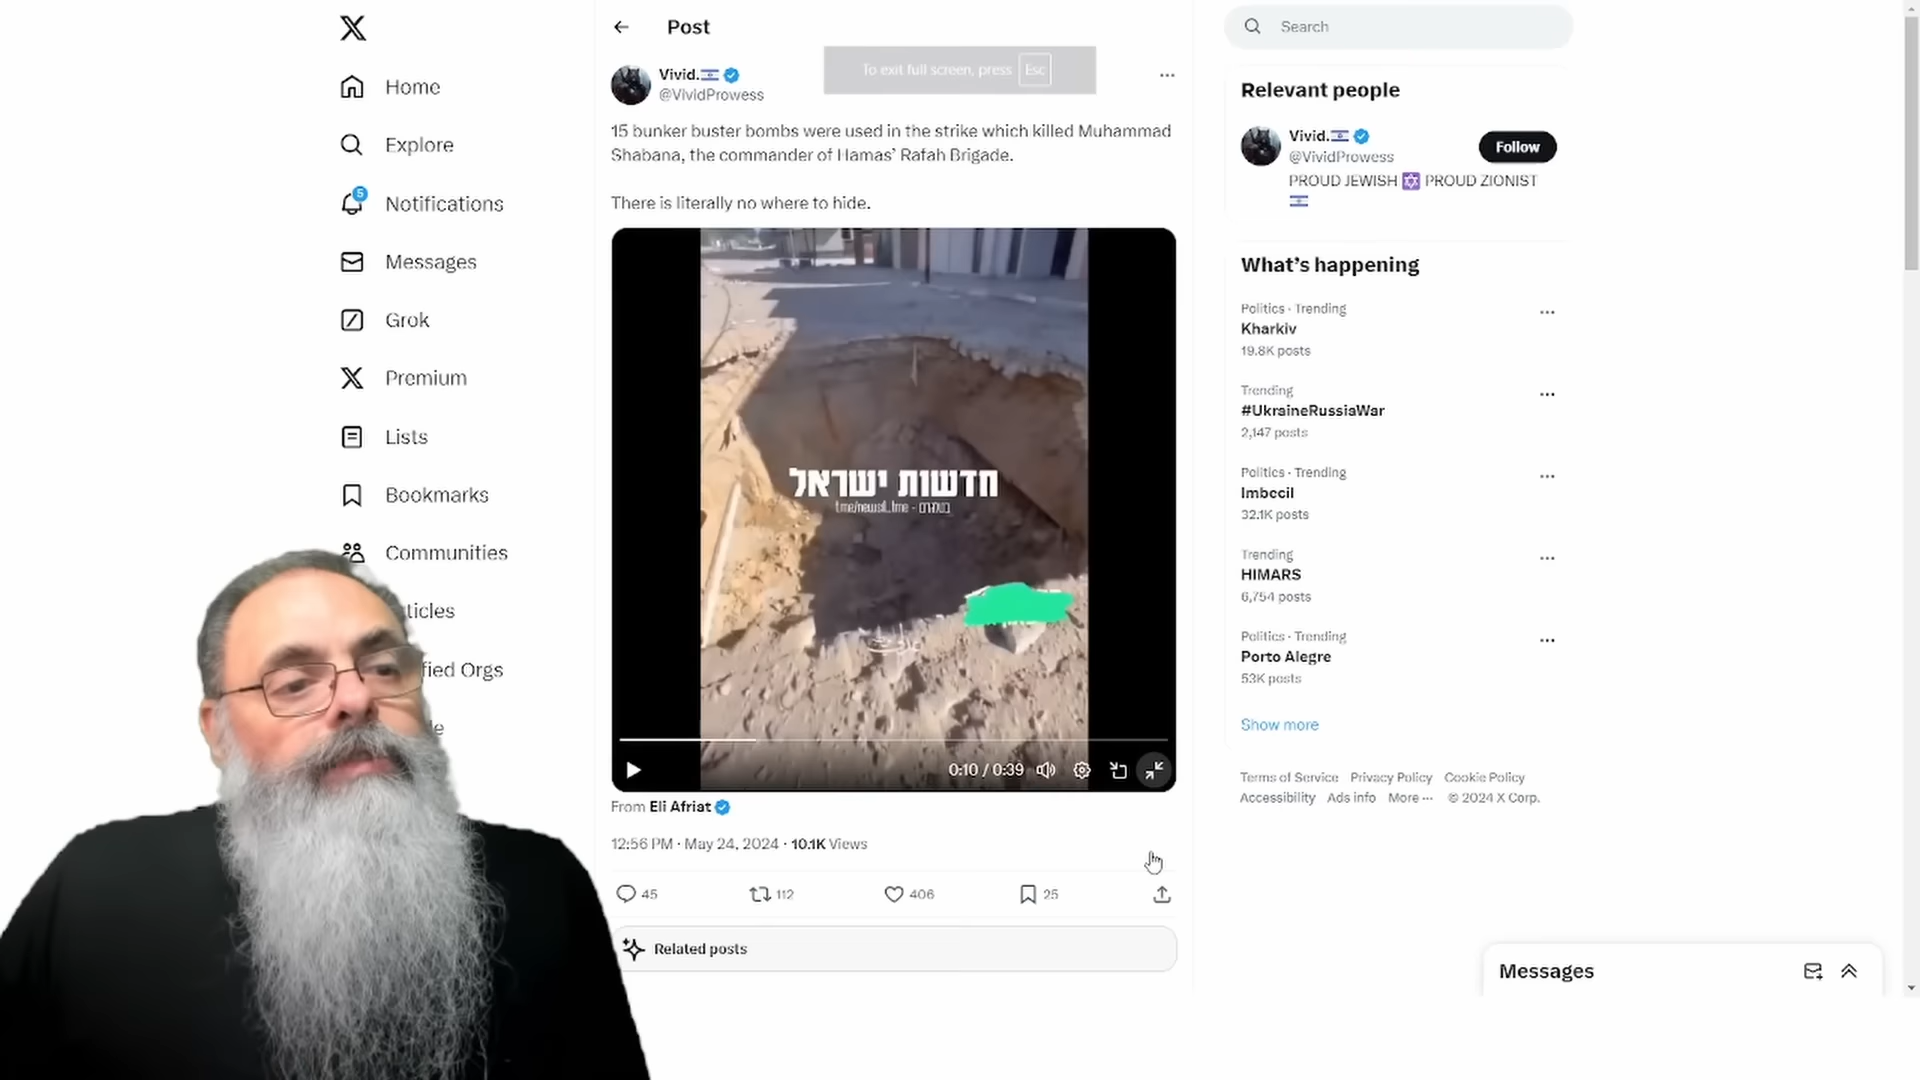 Home
Explore
5
Notifications
Messages
Grok
Premium
Lists
Bookmarks
Communities
ticles
fied Orgs
Post
To exit full screen, press Esc
Vivid.
@VividProwess
15 bunker buster bombs were used in the strike which killed Muhammad
Shabana, the commander of Hamas' Rafah Brigade.
There is literally no where to hide.
חדשות ישראל
0:10 / 0:39
From Eli Afriat
12:56 PM · May 24, 2024 · 10.1K Views
45
112
406
25
Related posts
Search
Relevant people
Vivid.
@VividProwess
Follow
PROUD JEWISH ✡ PROUD ZIONIST
What's happening
Politics · Trending
Kharkiv
19.8K posts
Trending
#UkraineRussiaWar
2,147 posts
Politics · Trending
Imbecil
32.1K posts
Trending
HIMARS
6,754 posts
Politics · Trending
Porto Alegre
53K posts
Show more
Terms of Service Privacy Policy Cookie Policy
Accessibility Ads info More ··· © 2024 X Corp.
Messages